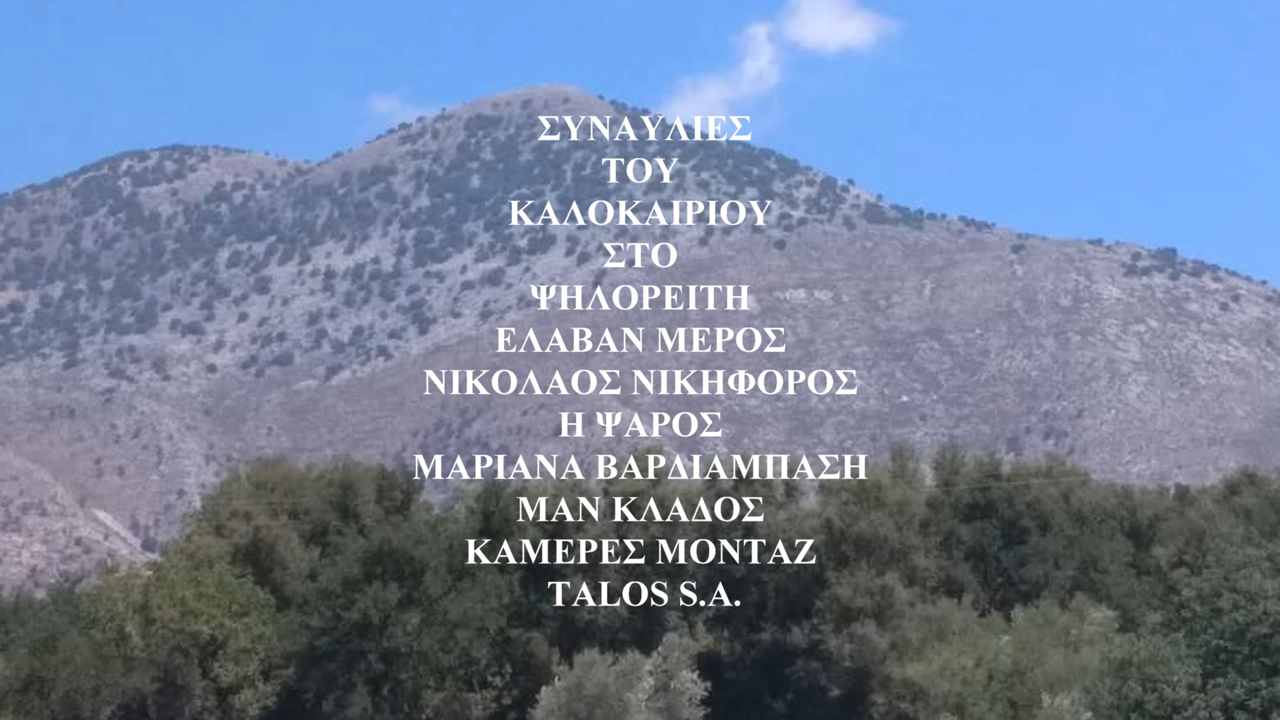 ΣΥΝΑΥΛΙΕΣ
ΤΟΥ
ΚΑΛΟΚΑΙΡΙΟΥ
ΣΤΟ
ΨΗΛΟΡΕΙΤΗ
ΕΛΑΒΑΝ ΜΕΡΟΣ
ΝΙΚΟΛΑΟΣ ΝΙΚΗΦΟΡΟΣ
Η ΨΑΡΟΣ
ΜΑΡΙΑΝΑ ΒΑΡΔΙΑΜΠΑΣΗ
ΜΑΝ ΚΛΑΔΟΣ
ΚΑΜΕΡΕΣ ΜΟΝΤΑΖ
TALOS S.A.